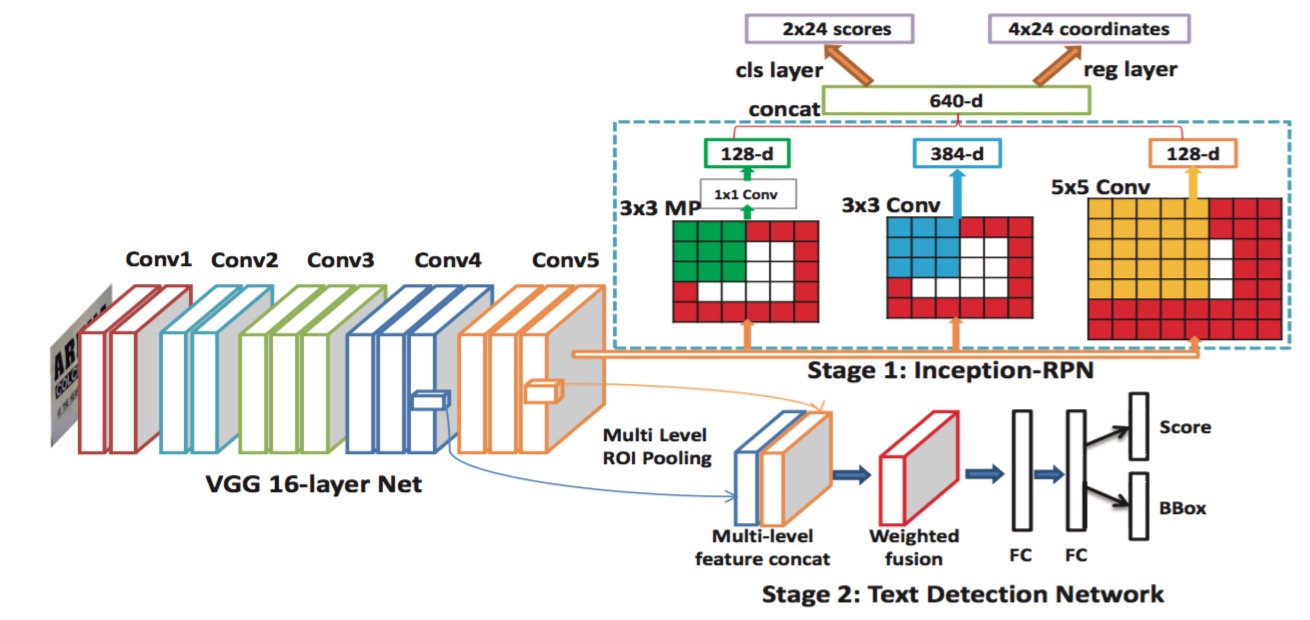 2x24 scores
4x24 coordinates
cls layer
reg layer
concat
640-d
128-d
384-d
128-d
1x1 Conv
3x3 MP
3x3 Conv
5x5 Conv
Conv1
Conv2
Conv3
Conv4
Conv5
Stage 1: Inception-RPN
VGG 16-layer Net
Multi Level
ROI Pooling
Multi-level
feature concat
Weighted
fusion
FC
FC
Score
BBox
Stage 2: Text Detection Network